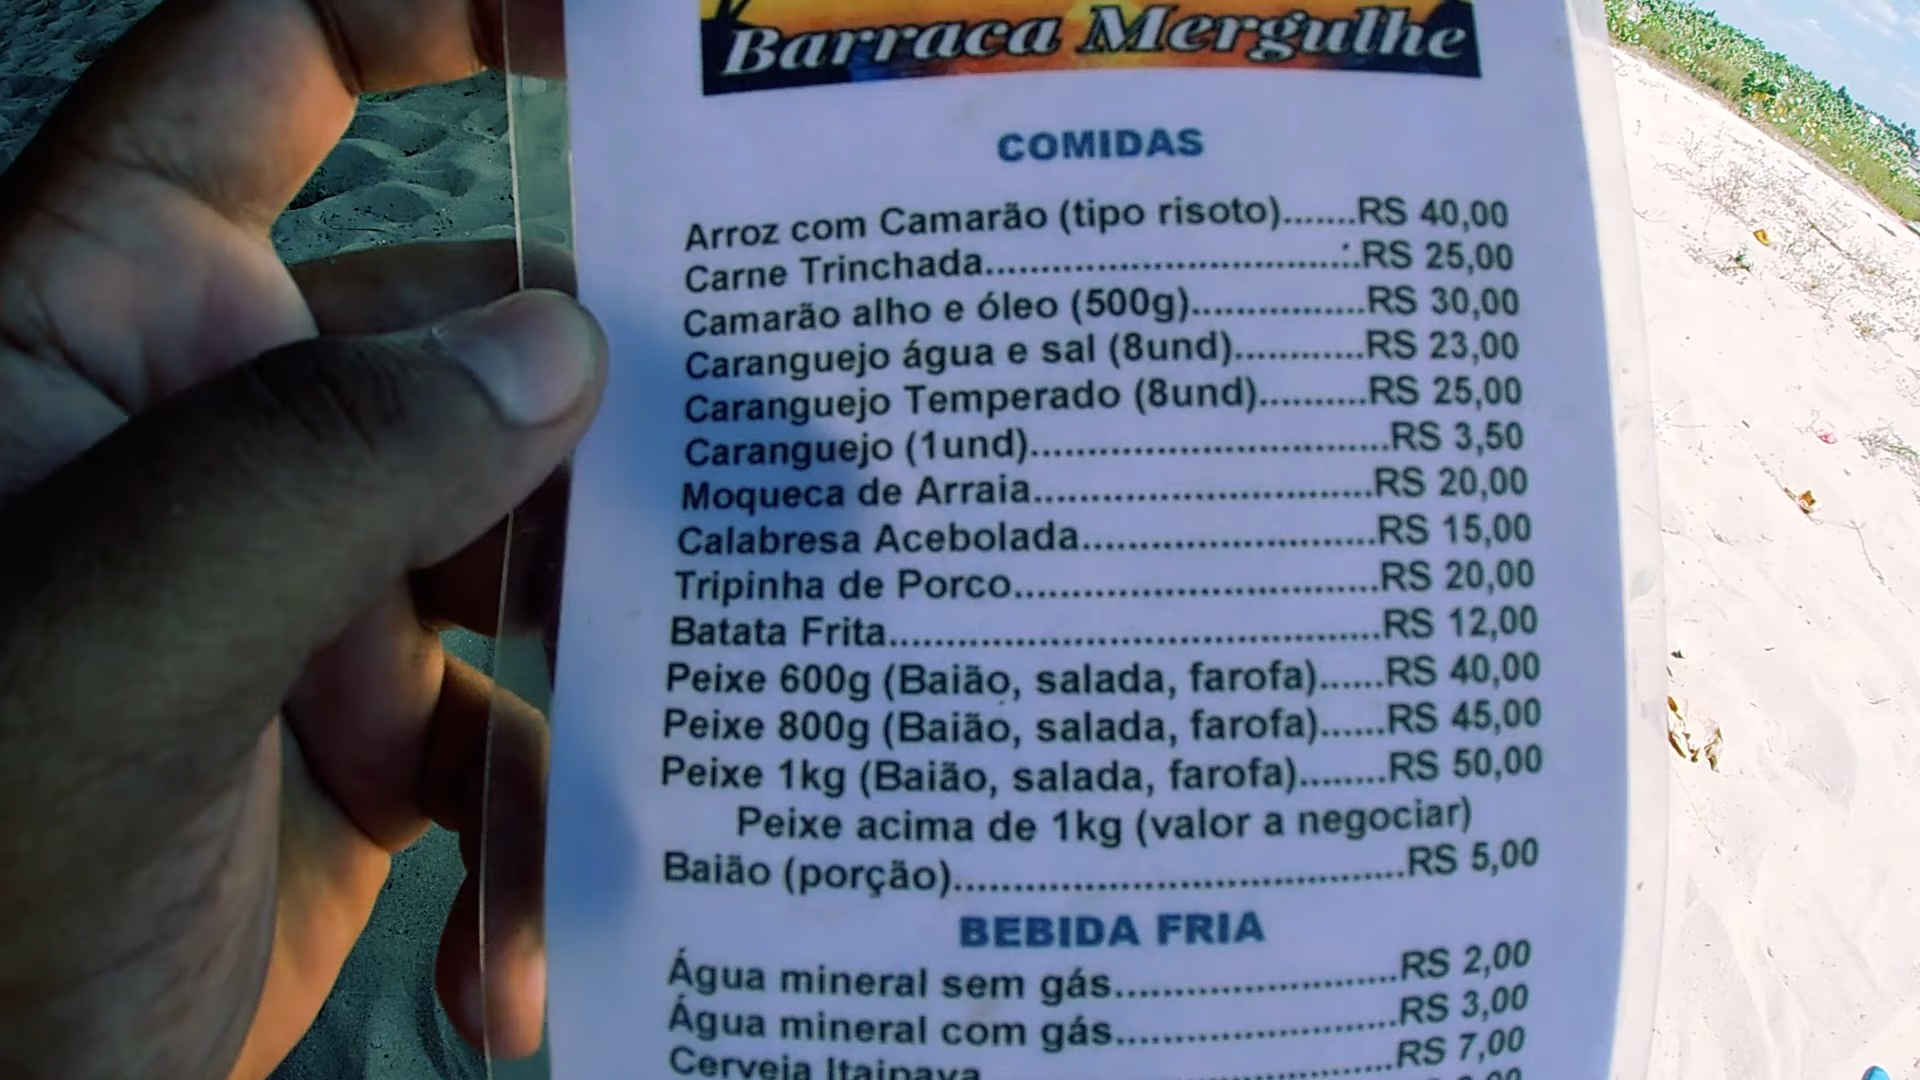 Barraca Mergulhe
COMIDAS
Arroz com Camarão (tipo risoto).......RS 40,00
Carne Trinchada..................................RS 25,00
Camarão alho e óleo (500g)................RS 30,00
Caranguejo água e sal (8und)............RS 23,00
Caranguejo Temperado (8und)..........RS 25,00
Caranguejo (1und)................................RS 3,50
Moqueca de Arraia..............................RS 20,00
Calabresa Acebolada..........................RS 15,00
Tripinha de Porco................................RS 20,00
Batata Frita...........................................RS 12,00
Peixe 600g (Baião, salada, farofa)......RS 40,00
Peixe 800g (Baião, salada, farofa)......RS 45,00
Peixe 1kg (Baião, salada, farofa)........RS 50,00
Peixe acima de 1kg (valor a negociar)
Baião (porção).......................................RS 5,00
BEBIDA FRIA
Água mineral sem gás.........................RS 2,00
Água mineral com gás.........................RS 3,00
Cerveja Itaipava....................................RS 7,00